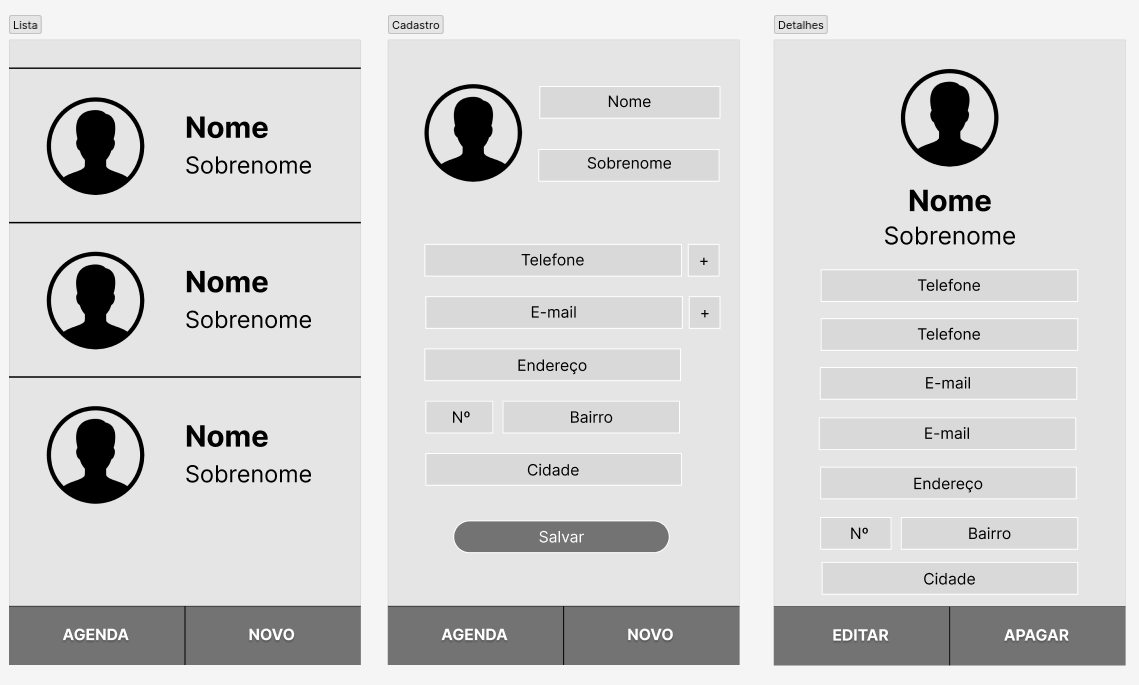 Lista
Nome
Sobrenome
Nome
Sobrenome
Nome
Sobrenome
AGENDA
NOVO
Cadastro
Nome
Sobrenome
Telefone
+
E-mail
+
Endereço
Nº
Bairro
Cidade
Salvar
AGENDA
NOVO
Detalhes
Nome
Sobrenome
Telefone
Telefone
E-mail
E-mail
Endereço
Nº
Bairro
Cidade
EDITAR
APAGAR